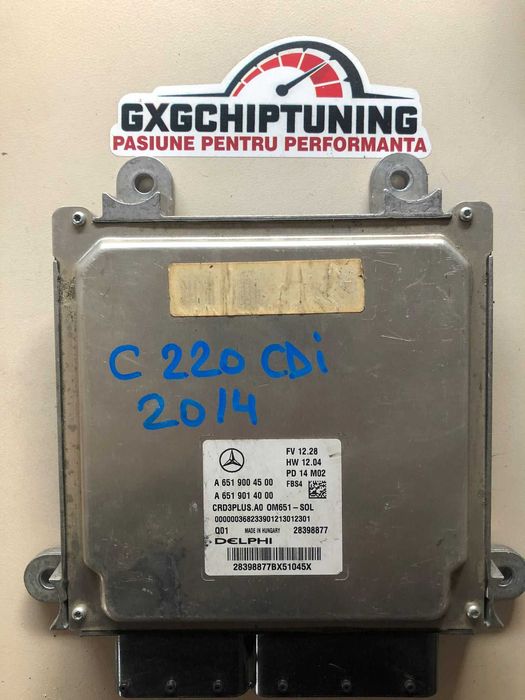 GXGCHIPTUNING
PASIUNE PENTRU PERFORMANTA
C 220 CDi
2014
FV 12.28
HW 12.04
PD 14 M02
A 651 900 45 00 FBS4
A 651 901 40 00
CRD3PLUS.A0 OM651-SOL
000000368233901213012301
Q01 MADE IN HUNGARY 28398877
DELPHI
28398877BX51045X